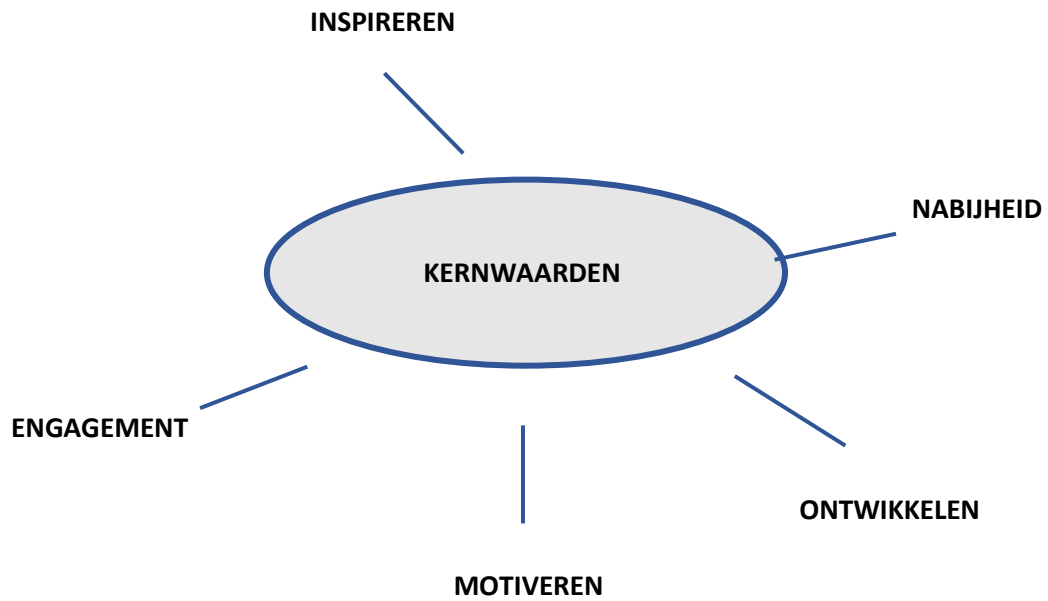 INSPIREREN
NABIJHEID
KERNWAARDEN
ENGAGEMENT
ONTWIKKELEN
MOTIVEREN